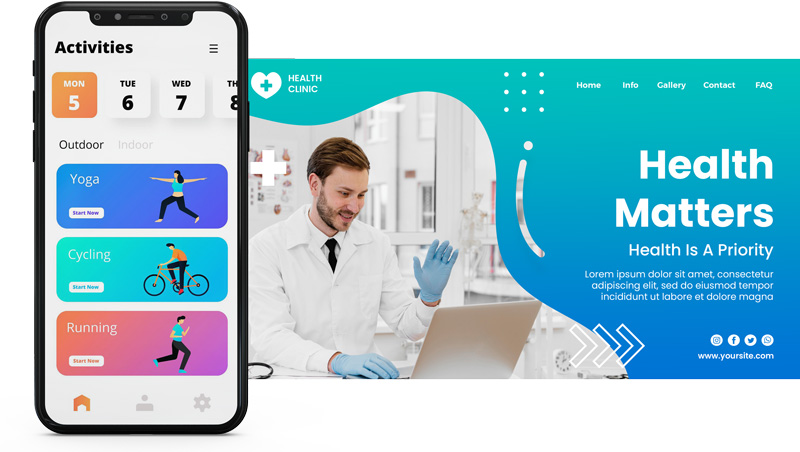 Activities
MON
5
TUE
6
WED
7
TH
8
Outdoor
Indoor
Yoga
Start Now
Cycling
Start Now
Running
Start Now
HEALTH
CLINIC
Home
Info
Gallery
Contact
FAQ
Health
Matters
Health Is A Priority
Lorem ipsum dolor sit amet, consectetur
adipiscing elit, sed do eiusmod tempor
incididunt ut labore et dolore magna
www.yoursite.com